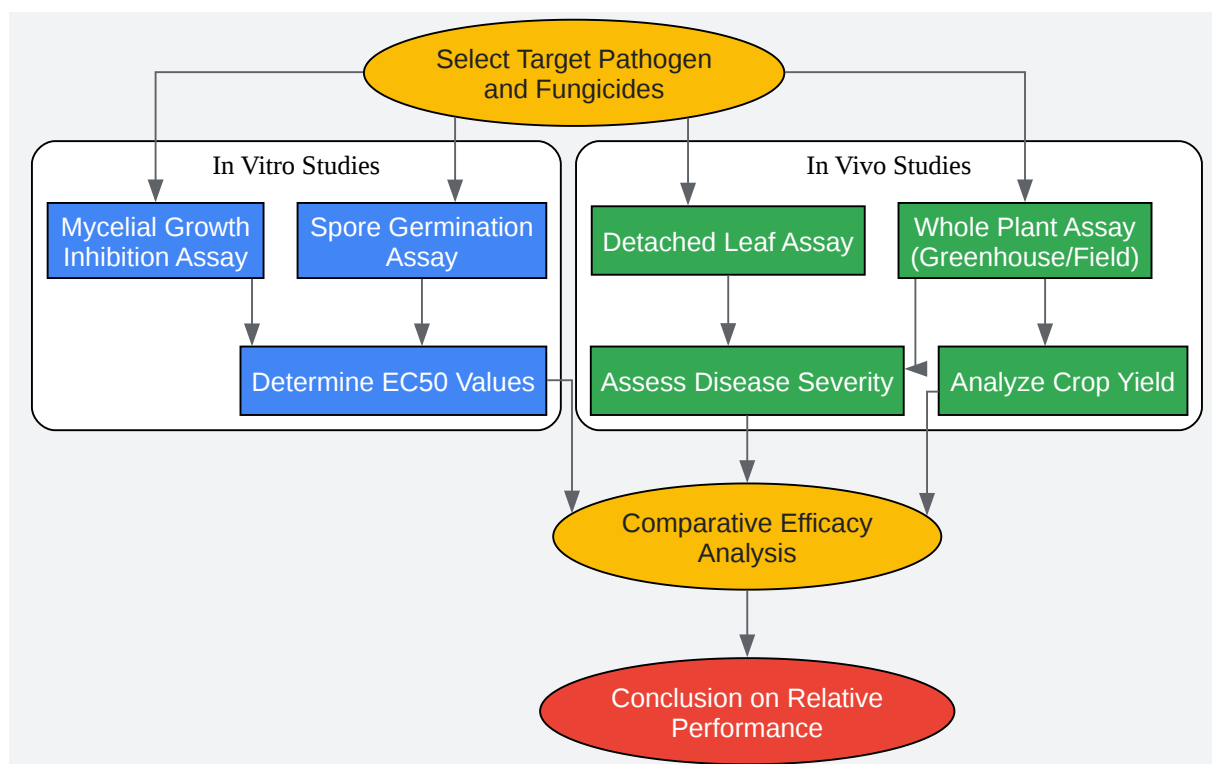 Select Target Pathogen
and Fungicides
In Vitro Studies
Mycelial Growth
Inhibition Assay
Spore Germination
Assay
Determine EC50 Values
In Vivo Studies
Detached Leaf Assay
Whole Plant Assay
(Greenhouse/Field)
Assess Disease Severity
Analyze Crop Yield
Comparative Efficacy
Analysis
Conclusion on Relative
Performance